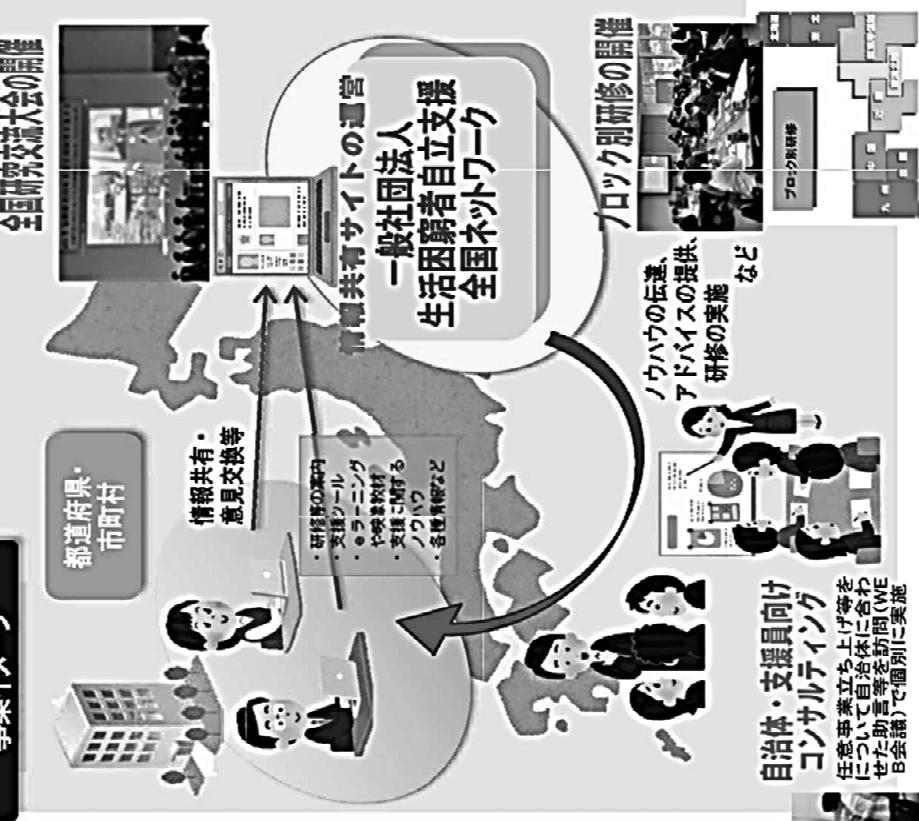 事業イメージ
全国研究交流大会の開催
都道府県・
市町村
情報共有・
意見交換等
情報共有サイトの運営
一般社団法人
生活困窮者自立支援
全国ネットワーク
・研修等の案内
・支援ツール
・eラーニング
や映像教材
・支援に関する
ノウハウ
・各種情報など
ブロック別研修の開催
ブロック別研修
ノウハウの伝達、
アドバイスの提供、
研修の実施
など
自治体・支援員向け
コンサルティング
任意事業立ち上げ等を
について自治体に合わ
せた助言等を訪問(WE
B会議)で個別に実施